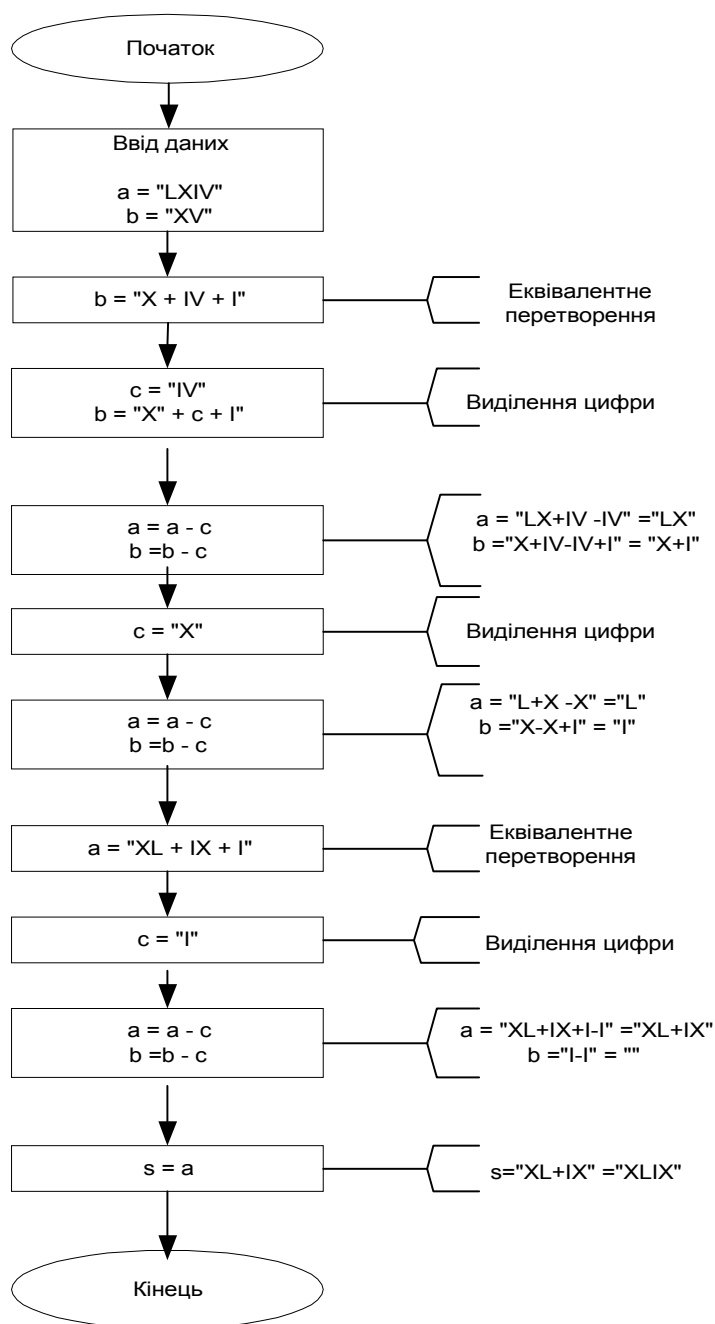 Початок
Ввід даних
a = "LXIV"
b = "XV"
b = "X + IV + I"
Еквівалентне
перетворення
c = "IV"
b = "X" + c + I"
Виділення цифри
a = a - c
b =b - c
a = "LX+IV -IV" ="LX"
b ="X+IV-IV+I" = "X+I"
c = "X"
Виділення цифри
a = a - c
b =b - c
a = "L+X -X" ="L"
b ="X-X+I" = "I"
a = "XL + IX + I"
Еквівалентне
перетворення
c = "I"
Виділення цифри
a = a - c
b =b - c
a = "XL+IX+I-I" ="XL+IX"
b ="I-I" = ""
s = a
s="XL+IX" ="XLIX"
Кінець